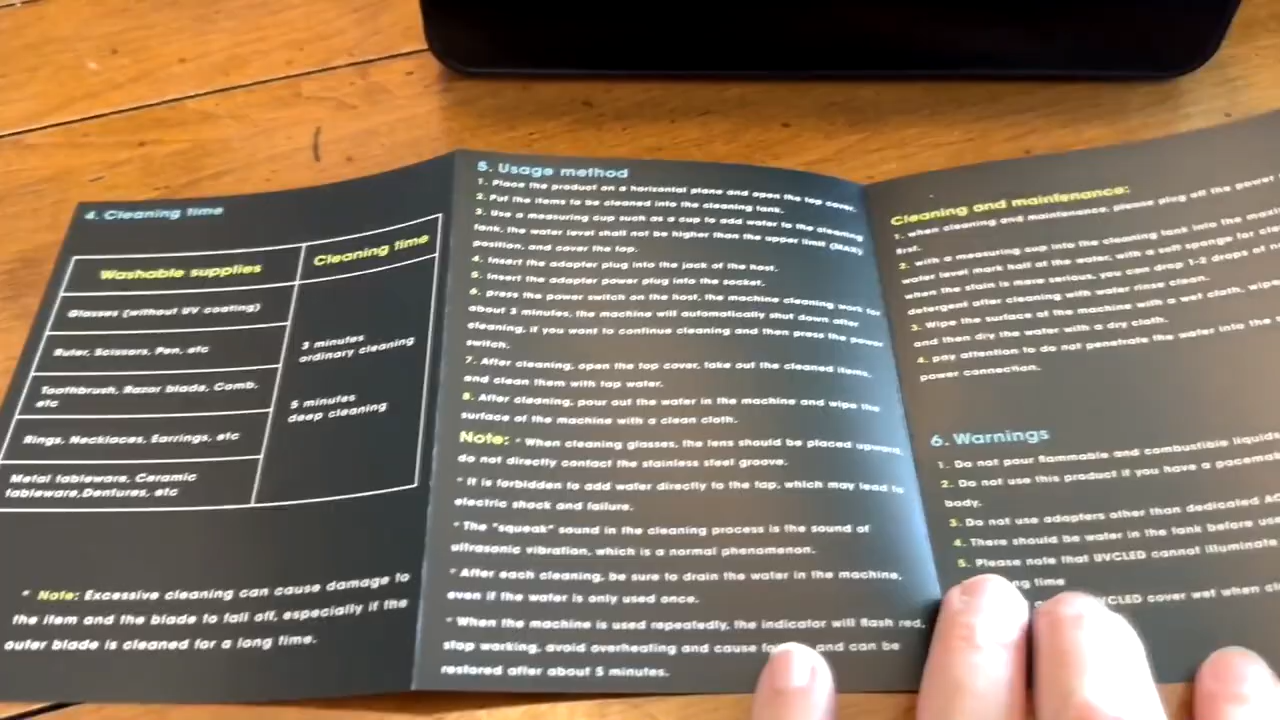 4. Cleaning time
Washable supplies
Cleaning time
Glasses (without UV coating)
Ruler, Scissors, Pen, etc
Toothbrush, Razor blade, Comb.
etc
Rings, Necklaces, Earrings, etc
Metal tableware, Ceramic
tableware,Dentures, etc
3 minutes
ordinary cleaning
5 minutes
deep cleaning
* Note: Excessive cleaning can cause damage to
the item and the blade to fall off, especially if the
outer blade is cleaned for a long time.
5. Usage method
1. Place the product on a horizontal plane and open the top cover.
2. Put the items to be cleaned into the cleaning tank.
3. Use a measuring cup such as a cup to add water to the cleaning
tank, the water level shall not be higher than the upper limit (MAX)
position, and cover the top.
4. Insert the adapter plug into the jack of the host.
5. Insert the adapter power plug into the socket.
6. press the power switch on the host, the machine cleaning work for
about 3 minutes, the machine will automatically shut down after
cleaning, if you want to continue cleaning and then press the power
switch.
7. After cleaning, open the top cover, take out the cleaned items,
and clean them with tap water.
8. After cleaning, pour out the water in the machine and wipe the
surface of the machine with a clean cloth.
Note: * When cleaning glasses, the lens should be placed upward,
do not directly contact the stainless steel groove.
* It is forbidden to add water directly to the tap, which may lead to
electric shock and failure.
* The "squeak" sound in the cleaning process is the sound of
ultrasonic vibration, which is a normal phenomenon.
* After each cleaning, be sure to drain the water in the machine,
even if the water is only used once.
* When the machine is used repeatedly, the indicator will flash red,
stop working, avoid overheating and cause and can be
restored after about 5 minutes.
Cleaning and maintenance:
1. when cleaning and maintenance, please plug off the power
first.
2. with a measuring cup into the cleaning tank into the
water level mark half of the water, with a soft sponge for
when the stain is more serious, you can drop 1-2 drops of
detergent after cleaning with water rinse clean.
3. Wipe the surface of the machine with a wet cloth,
and then dry the water with a dry cloth.
4. pay attention to do not penetrate the water into the
power connection.
6. Warnings
1. Do not pour flammable and combustible liquids
2. Do not use this product if you have a
body.
3. Do not use adapters other than dedicated
4. There should be water in the tank before
5. Please note that UVCLED cannot illuminate
time
UVCLED cover wet when